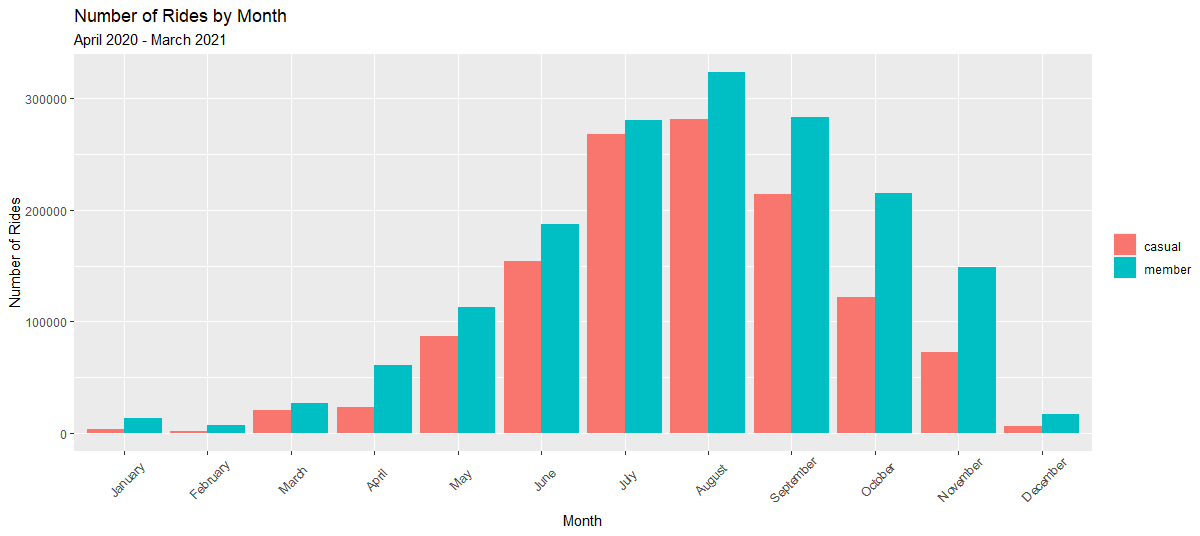 Number of Rides by Month
April 2020 - March 2021
Number of Rides
300000
200000
100000
0
January
February
March
April
May
June
July
August
September
October
November
December
Month
casual
member